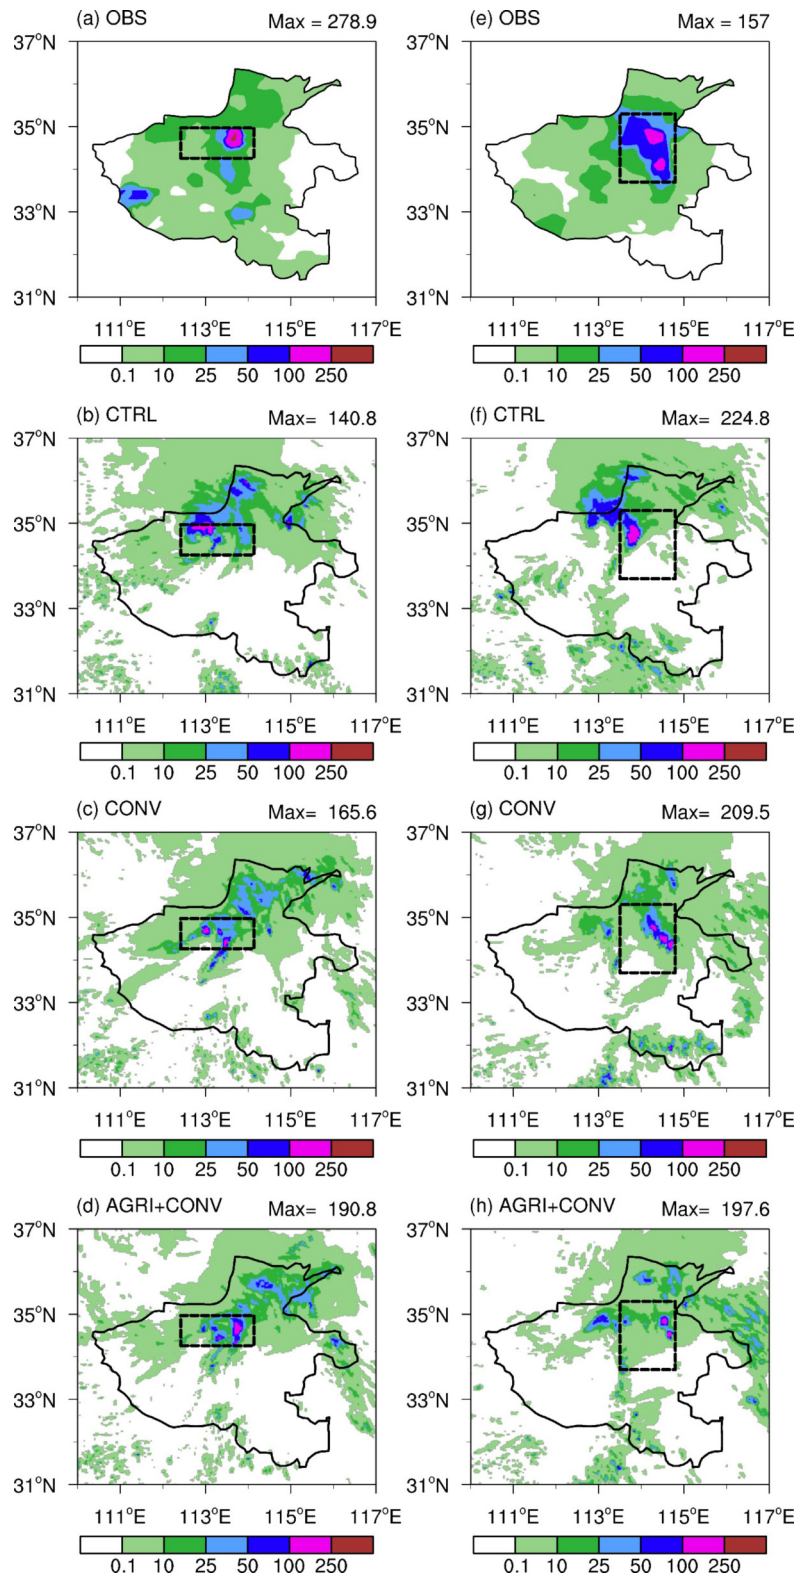 (a) OBS Max = 278.9
37°N
35°N
33°N
31°N
111°E 113°E 115°E 117°E
0.1 10 25 50 100 250
(e) OBS Max = 157
37°N
35°N
33°N
31°N
111°E 113°E 115°E 117°E
0.1 10 25 50 100 250
(b) CTRL Max= 140.8
37°N
35°N
33°N
31°N
111°E 113°E 115°E 117°E
0.1 10 25 50 100 250
(f) CTRL Max= 224.8
37°N
35°N
33°N
31°N
111°E 113°E 115°E 117°E
0.1 10 25 50 100 250
(c) CONV Max= 165.6
37°N
35°N
33°N
31°N
111°E 113°E 115°E 117°E
0.1 10 25 50 100 250
(g) CONV Max= 209.5
37°N
35°N
33°N
31°N
111°E 113°E 115°E 117°E
0.1 10 25 50 100 250
(d) AGRI+CONV Max= 190.8
37°N
35°N
33°N
31°N
111°E 113°E 115°E 117°E
0.1 10 25 50 100 250
(h) AGRI+CONV Max= 197.6
37°N
35°N
33°N
31°N
111°E 113°E 115°E 117°E
0.1 10 25 50 100 250